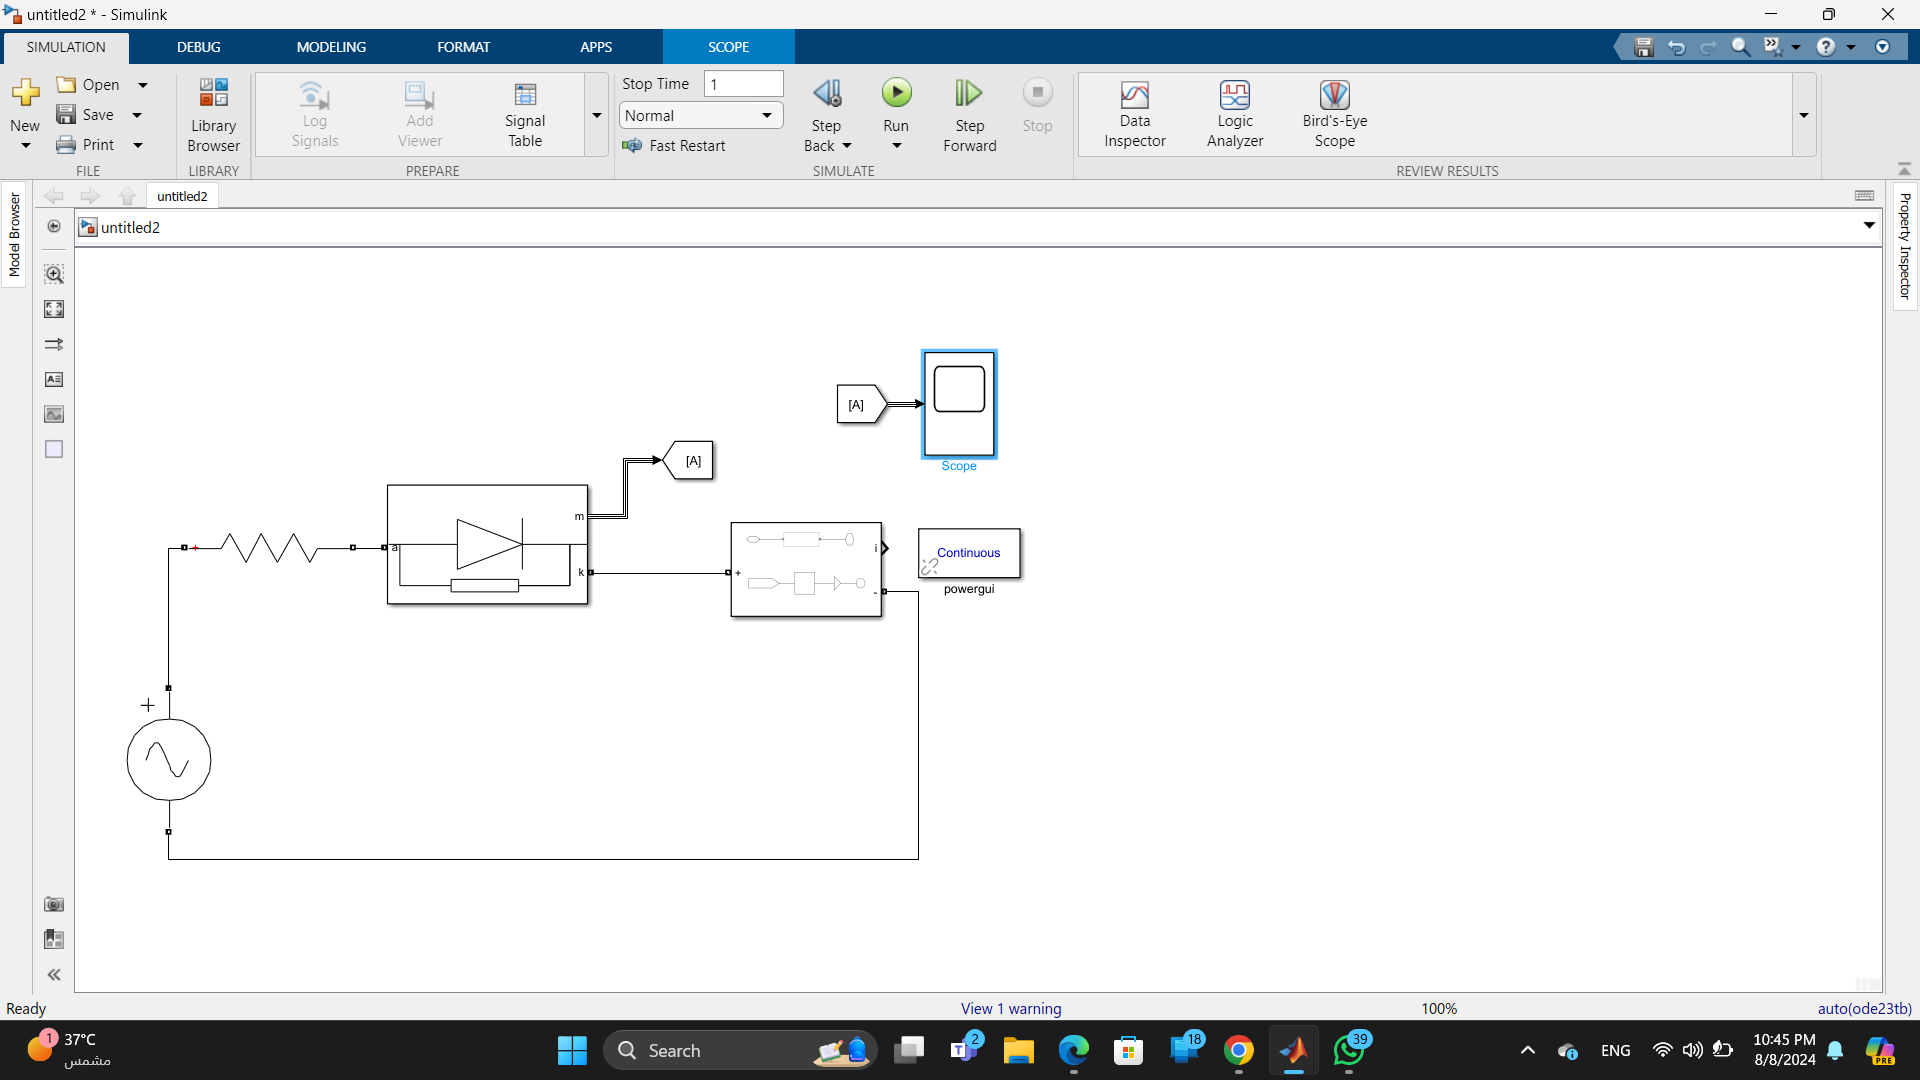 untitled2 * - Simulink
SIMULATION
DEBUG
MODELING
FORMAT
APPS
SCOPE
New
Open
Save
Print
FILE
Library
Browser
LIBRARY
Log
Signals
Add
Viewer
Signal
Table
PREPARE
Stop Time
1
Normal
Fast Restart
Step
Back
Run
Step
Forward
Stop
SIMULATE
Data
Inspector
Logic
Analyzer
Bird's-Eye
Scope
REVIEW RESULTS
Model Browser
untitled2
untitled2
Property Inspector
[A]
Scope
[A]
m
a
k
+
i
-
+
+
Continuous
powergui
Ready
View 1 warning
100%
auto(ode23tb)
1
37°C
مشمس
Search
2
18
39
PRE
ENG
10:45 PM
8/8/2024